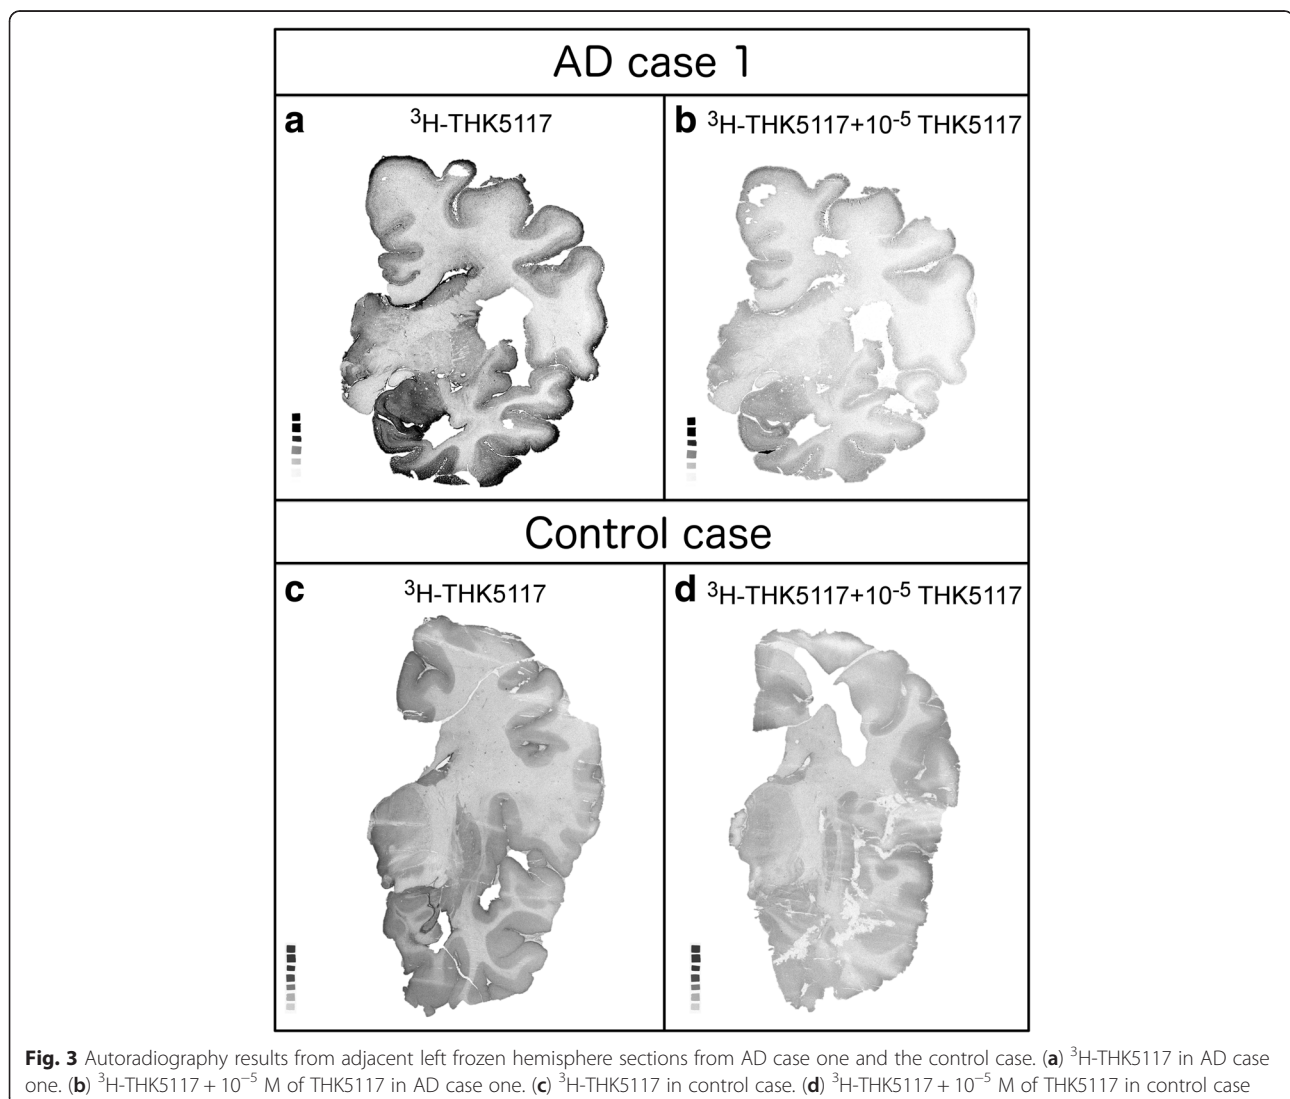 AD case 1
a ³H-THK5117
b ³H-THK5117+10⁻⁵ THK5117
Control case
c ³H-THK5117
d ³H-THK5117+10⁻⁵ THK5117
Fig. 3 Autoradiography results from adjacent left frozen hemisphere sections from AD case one and the control case. (a) ³H-THK5117 in AD case
one. (b) ³H-THK5117 + 10⁻⁵ M of THK5117 in AD case one. (c) ³H-THK5117 in control case. (d) ³H-THK5117 + 10⁻⁵ M of THK5117 in control case